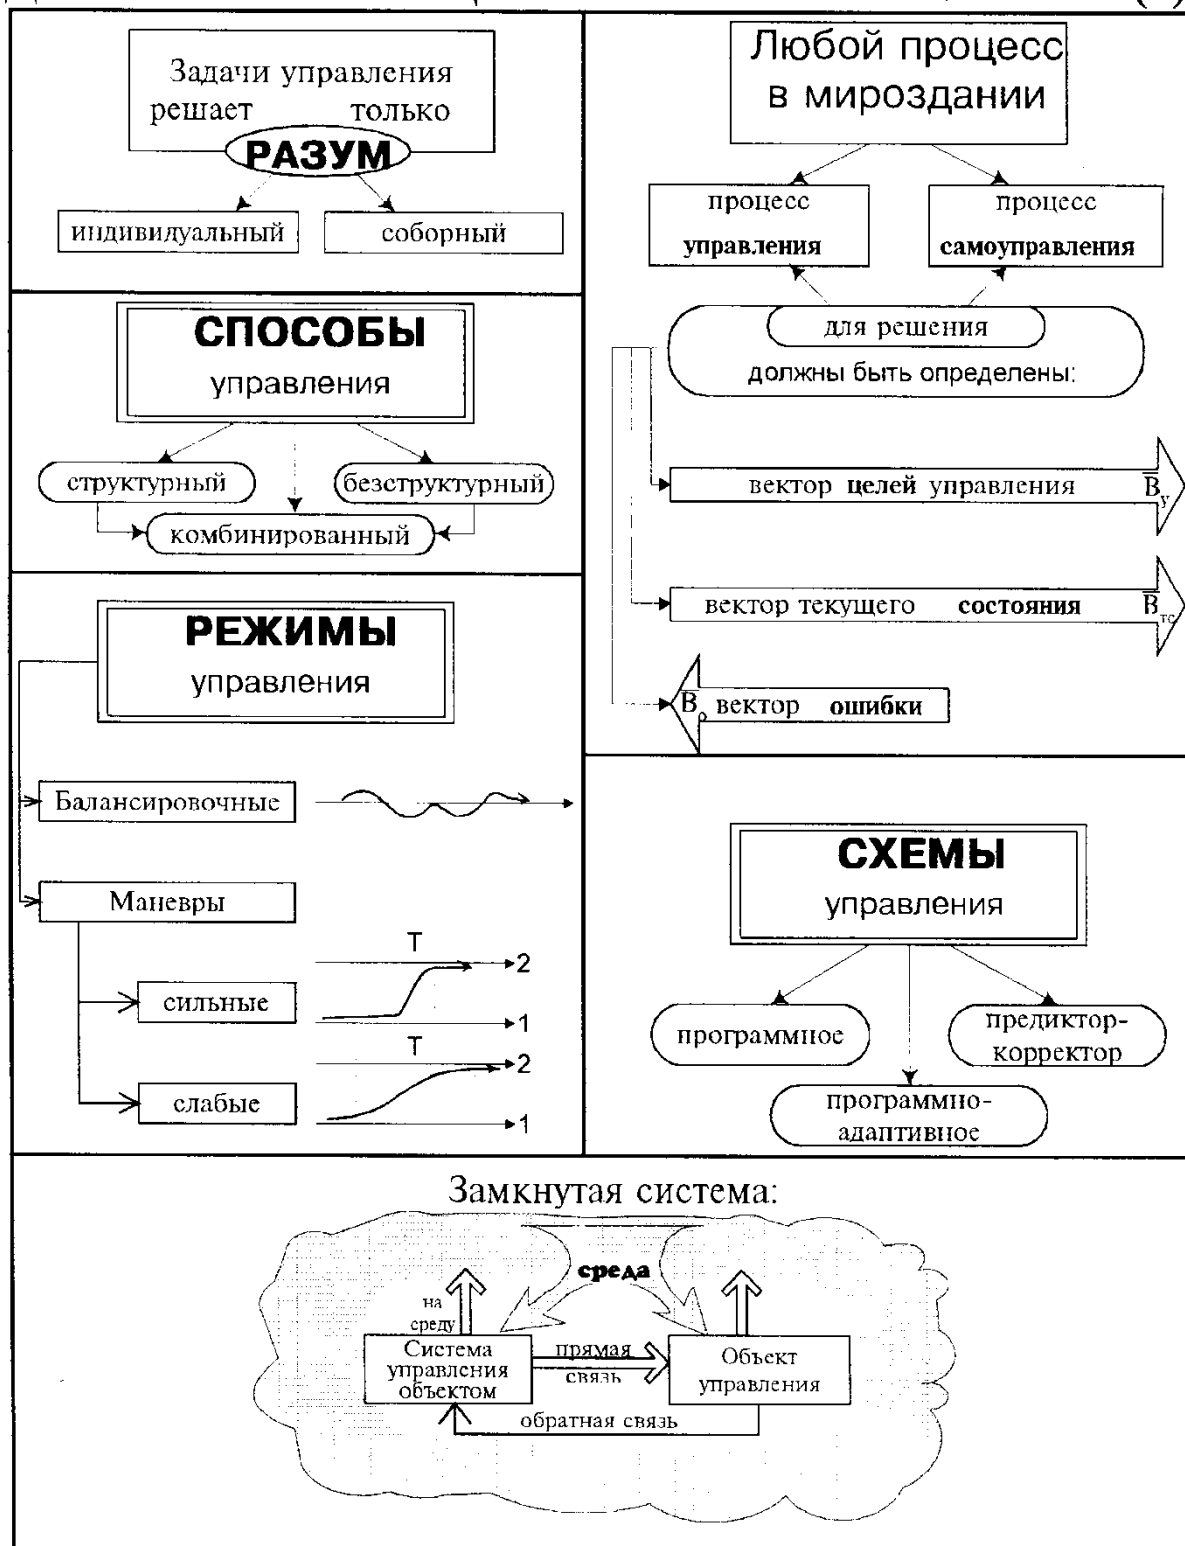 Задачи управления
решает только
РАЗУМ
индивидуальный
соборный
СПОСОБЫ
управления
структурный
безструктурный
комбинированный
РЕЖИМЫ
управления
Балансировочные
Маневры
сильные
T
2
1
слабые
T
2
1
Любой процесс
в мироздании
процесс
управления
процесс
самоуправления
для решения
должны быть определены:
вектор целей управления B̅у
вектор текущего состояния B̅тс
B̅о вектор ошибки
СХЕМЫ
управления
программное
предиктор-
корректор
программно-
адаптивное
Замкнутая система:
среда
на
среду
Система
управления
объектом
прямая
связь
Объект
управления
обратная связь